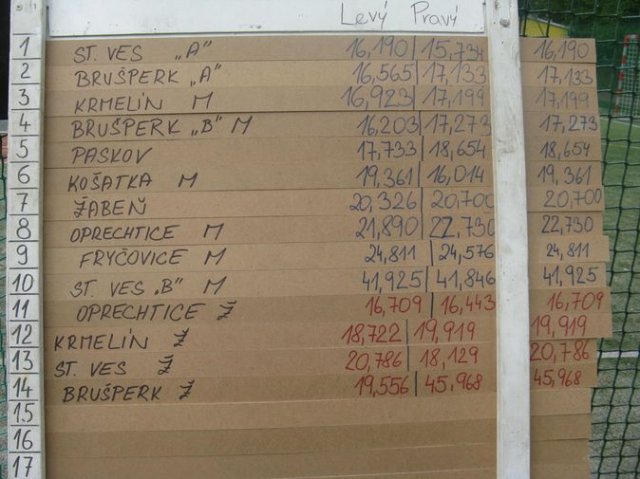 Levý Pravý
1 ST. VES „A" 16,190 15,734 16,190
2 BRUŠPERK „A" 16,565 17,133 17,133
3 KRMELÍN M 16,923 17,199 17,199
4 BRUŠPERK „B" M 16,203 17,273 17,273
5 PASKOV 17,733 18,654 18,654
6 KOŠATKA M 19,361 16,014 19,361
7 ŽABEŇ 20,326 20,700 20,700
8 OPRECHTICE M 21,890 22,730 22,730
9 FRYČOVICE M 24,811 24,576 24,811
10 ST. VES „B" M 41,925 41,846 41,925
11 OPRECHTICE Ž 16,709 16,443 16,709
12 KRMELÍN Ž 18,722 19,919 19,919
13 ST. VES Ž 20,786 18,129 20,786
14 BRUŠPERK Ž 19,556 45,968 45,968
15
16
17